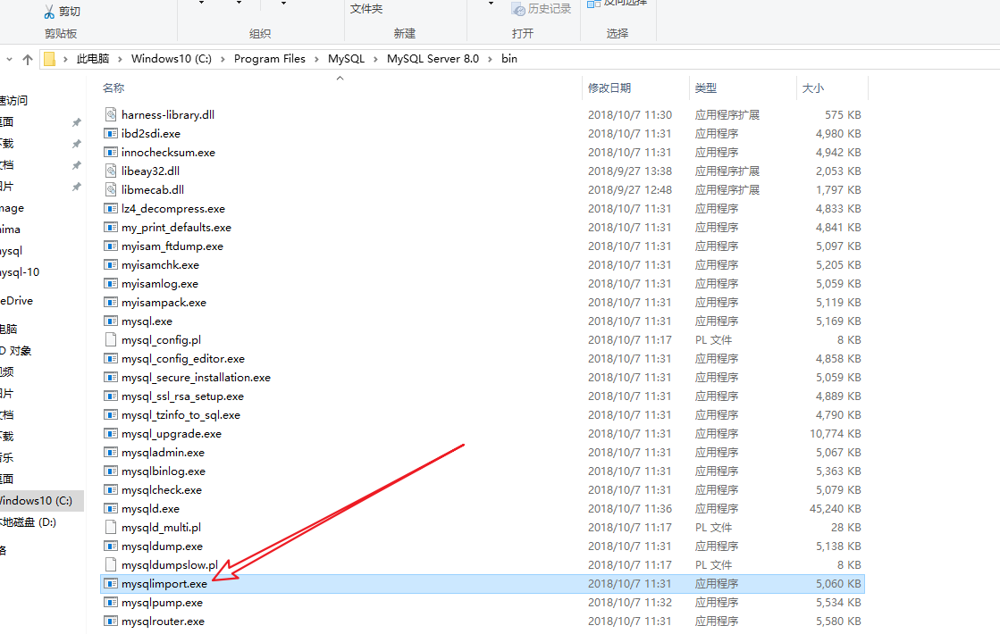 剪切
文件夹
历史记录
反向选择
剪贴板
组织
新建
打开
选择
此电脑 > Windows10 (C:) > Program Files > MySQL > MySQL Server 8.0 > bin
名称 修改日期 类型 大小
速访问
harness-library.dll 2018/10/7 11:30 应用程序扩展 575 KB
桌面
ibd2sdi.exe 2018/10/7 11:31 应用程序 4,980 KB
下载
innochecksum.exe 2018/10/7 11:31 应用程序 4,942 KB
文档
libeay32.dll 2018/9/27 13:38 应用程序扩展 2,053 KB
图片
libmecab.dll 2018/9/27 12:48 应用程序扩展 1,797 KB
mage
lz4_decompress.exe 2018/10/7 11:31 应用程序 4,833 KB
ima
my_print_defaults.exe 2018/10/7 11:31 应用程序 4,841 KB
mysql
myisam_ftdump.exe 2018/10/7 11:31 应用程序 5,097 KB
mysql-10
myisamchk.exe 2018/10/7 11:31 应用程序 5,205 KB
myisamlog.exe 2018/10/7 11:31 应用程序 5,059 KB
eDrive
myisampack.exe 2018/10/7 11:31 应用程序 5,119 KB
电脑
mysql.exe 2018/10/7 11:31 应用程序 5,169 KB
D 对象
mysql_config.pl 2018/10/7 11:17 PL 文件 8 KB
mysql_config_editor.exe 2018/10/7 11:31 应用程序 4,858 KB
视频
mysql_secure_installation.exe 2018/10/7 11:31 应用程序 5,059 KB
图片
mysql_ssl_rsa_setup.exe 2018/10/7 11:31 应用程序 4,889 KB
文档
mysql_tzinfo_to_sql.exe 2018/10/7 11:31 应用程序 4,790 KB
下载
mysql_upgrade.exe 2018/10/7 11:31 应用程序 10,774 KB
音乐
mysqladmin.exe 2018/10/7 11:31 应用程序 5,067 KB
桌面
mysqlbinlog.exe 2018/10/7 11:31 应用程序 5,363 KB
Windows10 (C:)
mysqlcheck.exe 2018/10/7 11:31 应用程序 5,079 KB
mysqld.exe 2018/10/7 11:36 应用程序 45,240 KB
本地磁盘 (D:)
mysqld_multi.pl 2018/10/7 11:17 PL 文件 28 KB
络
mysqldump.exe 2018/10/7 11:31 应用程序 5,138 KB
mysqldumpslow.pl 2018/10/7 11:17 PL 文件 8 KB
mysqlimport.exe 2018/10/7 11:31 应用程序 5,060 KB
mysqlpump.exe 2018/10/7 11:32 应用程序 5,534 KB
mysqlrouter.exe 2018/10/7 11:31 应用程序 5,580 KB